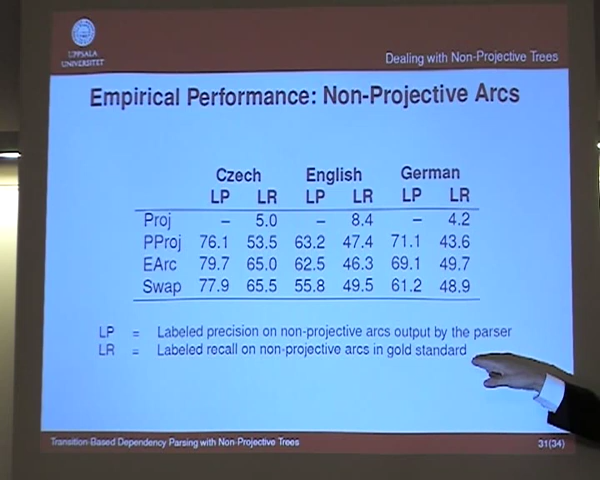 UPPSALA
UNIVERSITET
Dealing with Non-Projective Trees
Empirical Performance: Non-Projective Arcs
Czech English German
LP LR LP LR LP LR
Proj – 5.0 – 8.4 – 4.2
PProj 76.1 53.5 63.2 47.4 71.1 43.6
EArc 79.7 65.0 62.5 46.3 69.1 49.7
Swap 77.9 65.5 55.8 49.5 61.2 48.9
LP = Labeled precision on non-projective arcs output by the parser
LR = Labeled recall on non-projective arcs in gold standard
Transition-Based Dependency Parsing with Non-Projective Trees
31(34)